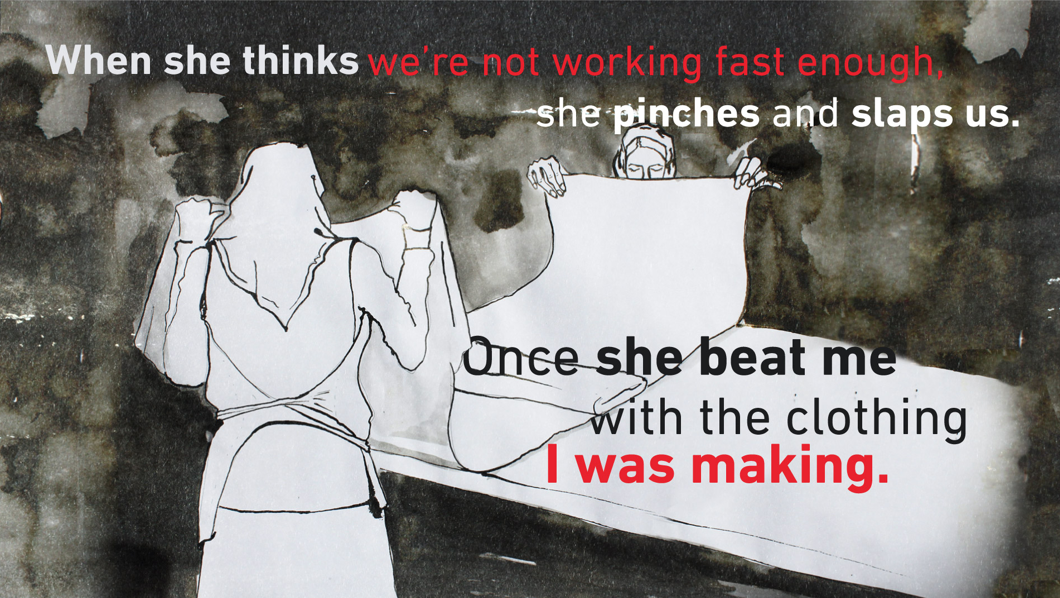 When she thinks we're not working fast enough,
she pinches and slaps us.
Once she beat me
with the clothing
I was making.